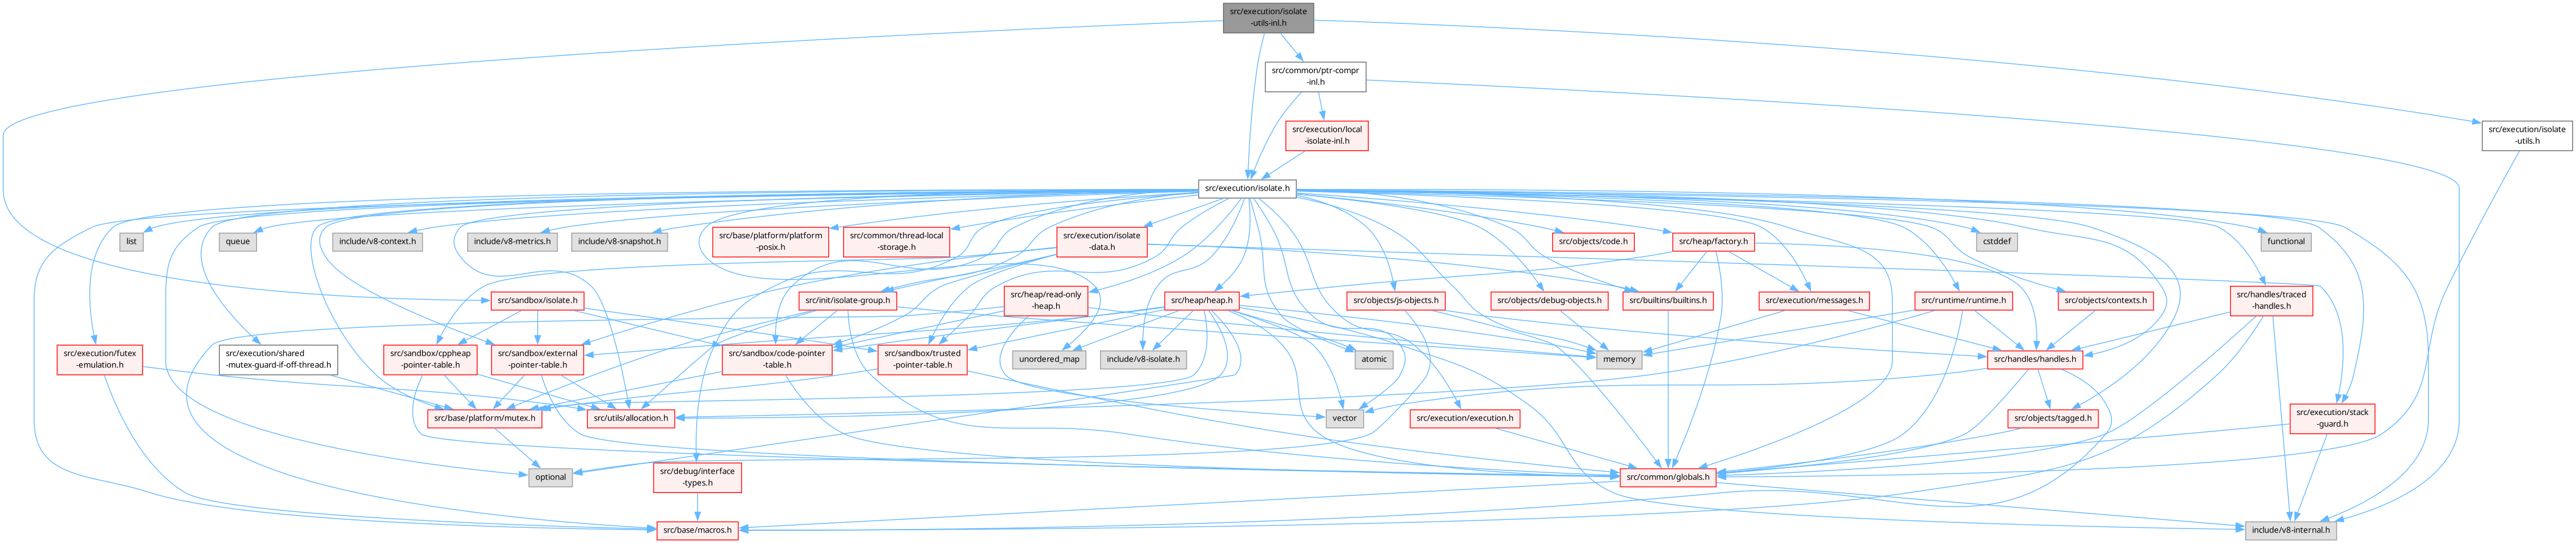 src/execution/isolate
-utils-inl.h
src/common/ptr-compr
-inl.h
src/execution/local
-isolate-inl.h
src/execution/isolate
-utils.h
src/execution/isolate.h
list
queue
include/v8-context.h
include/v8-metrics.h
include/v8-snapshot.h
src/base/platform/platform
-posix.h
src/common/thread-local
-storage.h
src/execution/isolate
-data.h
src/objects/code.h
src/heap/factory.h
cstddef
functional
src/sandbox/isolate.h
src/init/isolate-group.h
src/heap/read-only
-heap.h
src/heap/heap.h
src/objects/js-objects.h
src/objects/debug-objects.h
src/builtins/builtins.h
src/execution/messages.h
src/runtime/runtime.h
src/objects/contexts.h
src/handles/traced
-handles.h
src/execution/futex
-emulation.h
src/execution/shared
-mutex-guard-if-off-thread.h
src/sandbox/cppheap
-pointer-table.h
src/sandbox/external
-pointer-table.h
src/sandbox/code-pointer
-table.h
src/sandbox/trusted
-pointer-table.h
unordered_map
include/v8-isolate.h
atomic
memory
src/handles/handles.h
src/base/platform/mutex.h
src/utils/allocation.h
vector
src/execution/execution.h
src/objects/tagged.h
src/execution/stack
-guard.h
optional
src/debug/interface
-types.h
src/common/globals.h
src/base/macros.h
include/v8-internal.h